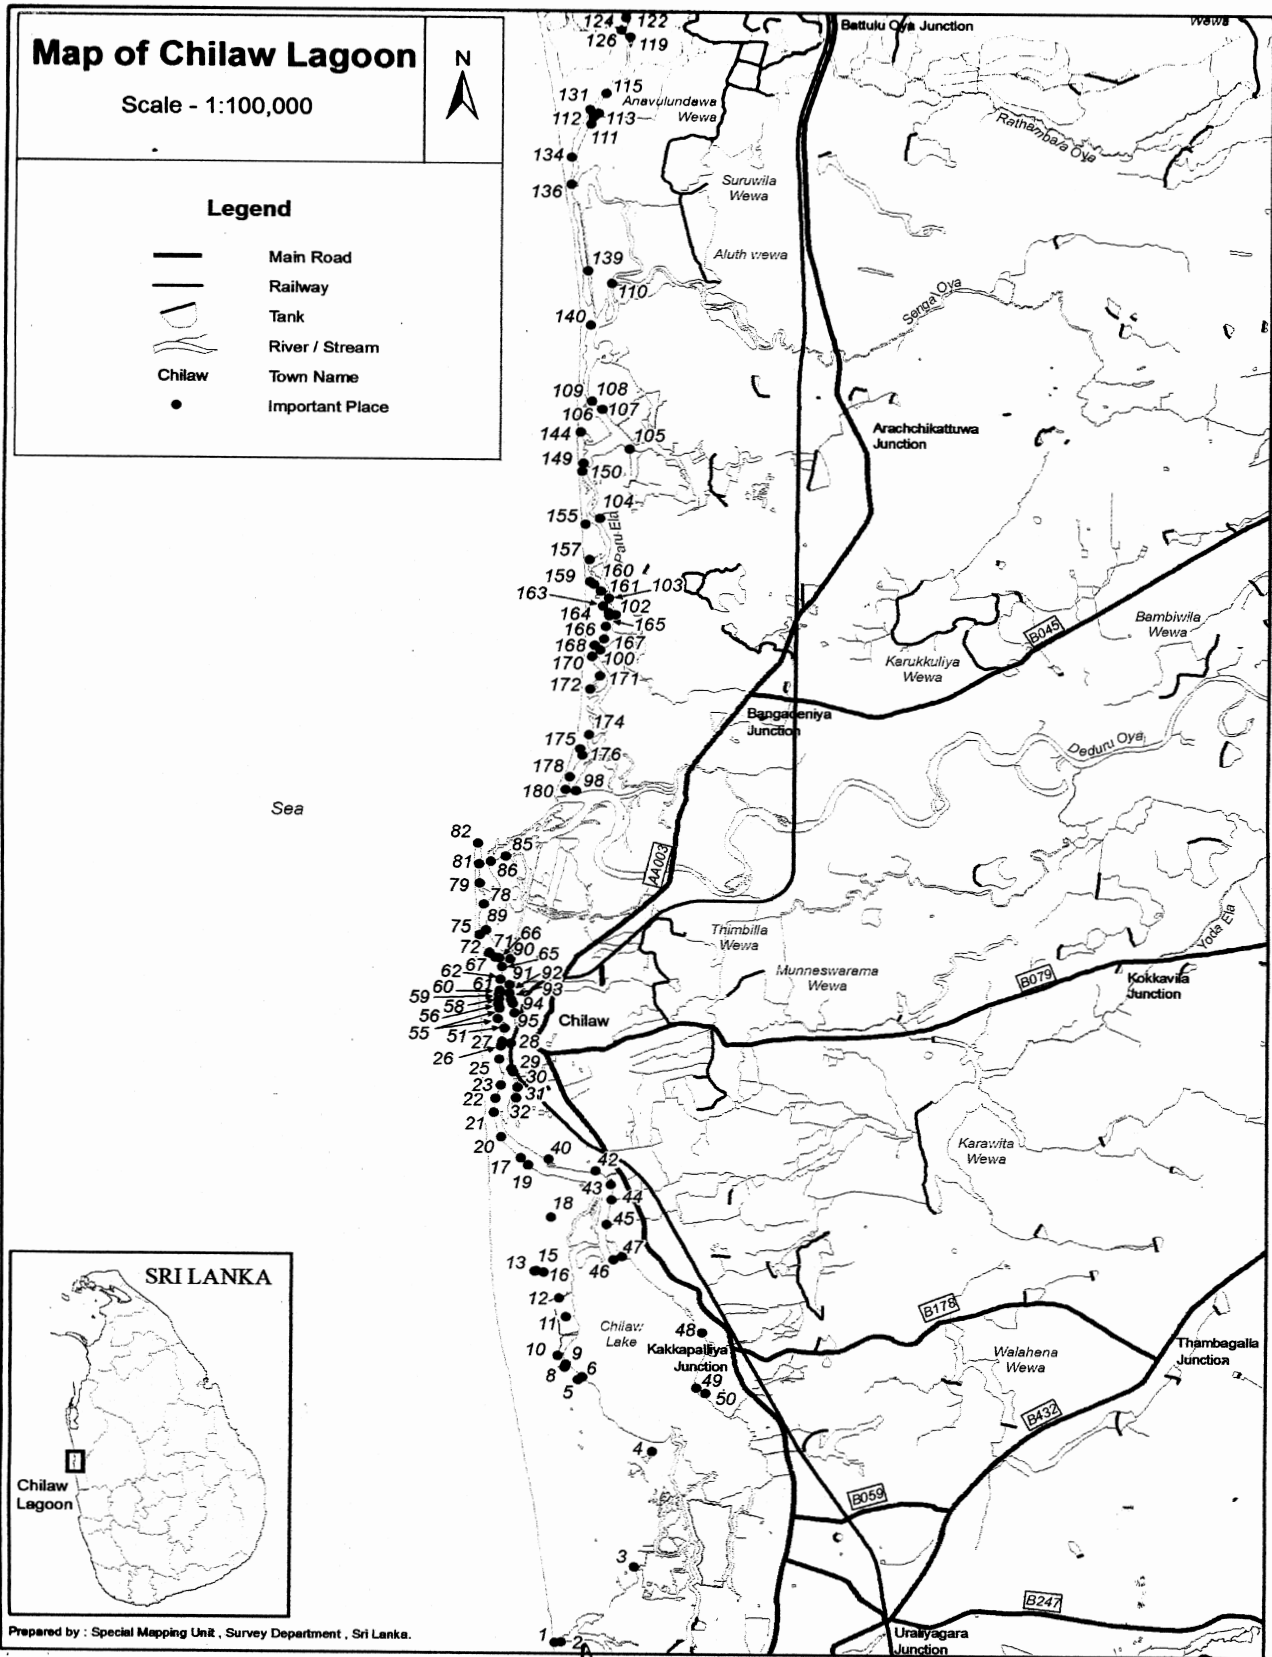 Map of Chilaw Lagoon
Scale - 1:100,000
N
Legend
Main Road
Railway
Tank
River / Stream
Chilaw Town Name
Important Place
124 122
126 119
Battulu Oya Junction
Wewa
115
131
Anavulundawa
Wewa
112 113
111
Rathambala Oya
134
136
Suruwila
Wewa
Aluth wewa
139
110
Senga Oya
140
109 108
106 107
144
105
Arachchikattuwa
Junction
149
150
104
155
Paru Ela
157
160
159
161 103
163
102
164
165
166
167
168
100
170
171
172
B045
Bambiwila
Wewa
Karukkuliya
Wewa
174
175
176
178
98
180
Bangadeniya
Junction
Deduru Oya
Sea
82
85
81
86
79
78
89
75
66
71
72
90
65
67
62
91
92
61
93
60
59
58
94
56
95
55
51
27
28
26
25
29
30
23
31
22
32
21
20
AA003
Thimbilla
Wewa
Munneswarama
Wewa
Yoda Ela
B079
Kokkavila
Junction
Chilaw
Karawita
Wewa
40
17
42
19
43
44
18
45
47
46
13
15
16
12
11
10
9
8
6
5
Chilaw
Lake
48
Kakkapalliya
Junction
49
50
B178
Walahena
Wewa
Thambagalla
Junction
B432
4
B059
3
B247
1
2
Uraliyagara
Junction
SRI LANKA
Chilaw
Lagoon
Prepared by : Special Mapping Unit , Survey Department , Sri Lanka.